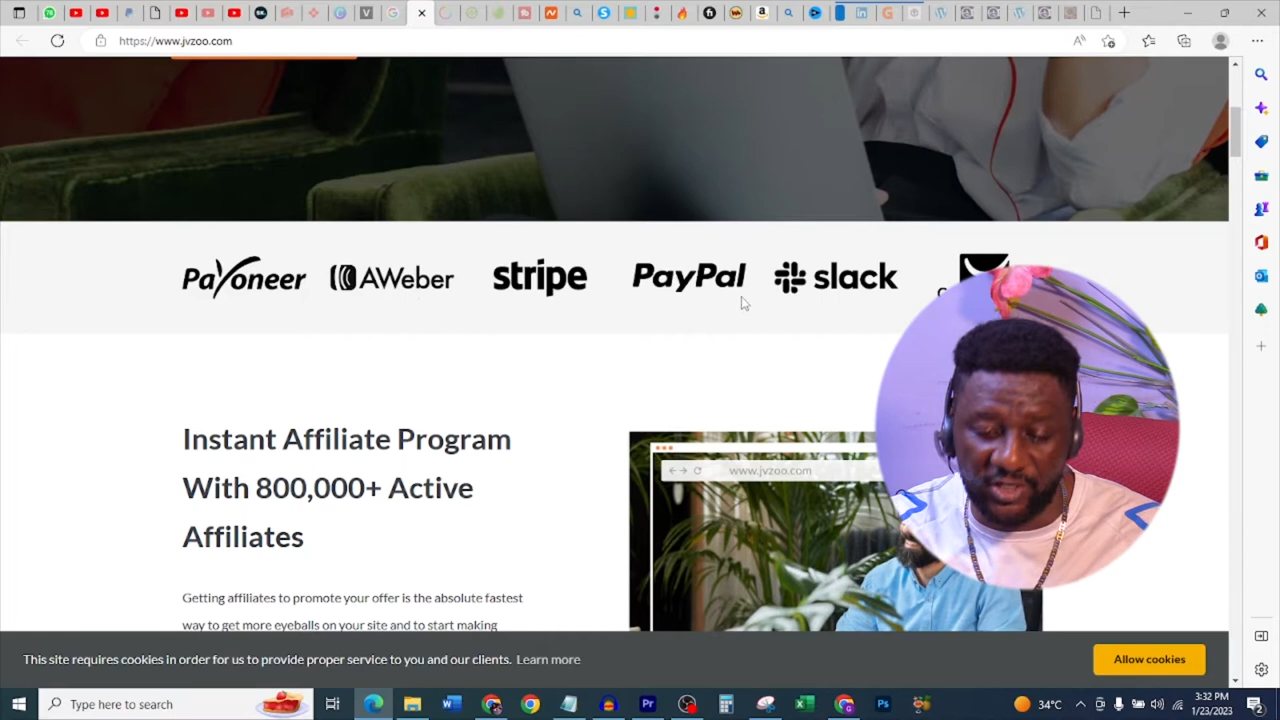 https://www.jvzoo.com
Payoneer
AWeber
stripe
PayPal
slack
Instant Affiliate Program
With 800,000+ Active
Affiliates
www.jvzoo.com
Getting affiliates to promote your offer is the absolute fastest
way to get more eyeballs on your site and to start making
This site requires cookies in order for us to provide proper service to you and our clients. Learn more
Allow cookies
Type here to search
34°C
3:32 PM
1/23/2023